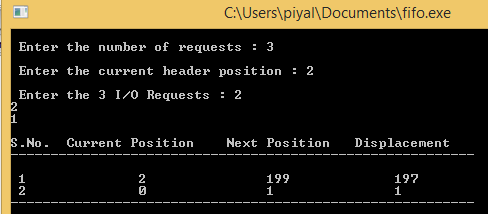 C:\Users\piyal\Documents\fifo.exe
Enter the number of requests : 3
Enter the current header position : 2
Enter the 3 I/O Requests : 2
2
1
S.No. Current Position Next Position Displacement
1 2 199 197
2 0 1 1